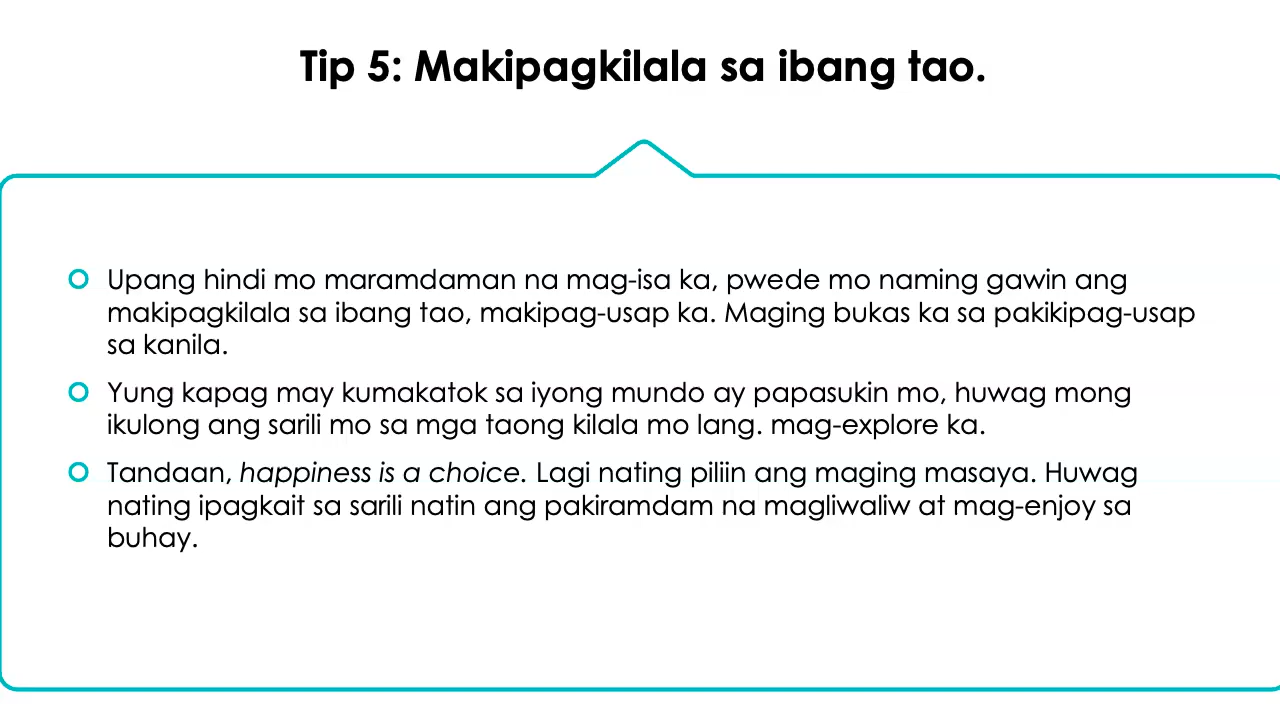 Tip 5: Makipagkilala sa ibang tao.
Upang hindi mo maramdaman na mag-isa ka, pwede mo naming gawin ang
makipagkilala sa ibang tao, makipag-usap ka. Maging bukas ka sa pakikipag-usap
sa kanila.
Yung kapag may kumakatok sa iyong mundo ay papasukin mo, huwag mong
ikulong ang sarili mo sa mga taong kilala mo lang. mag-explore ka.
Tandaan, happiness is a choice. Lagi nating piliin ang maging masaya. Huwag
nating ipagkait sa sarili natin ang pakiramdam na magliwaliw at mag-enjoy sa
buhay.